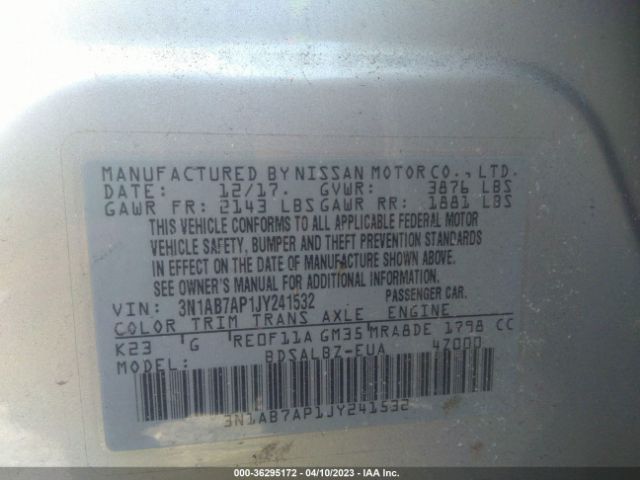 MANUFACTURED BY NISSAN MOTOR CO., LTD.
DATE: 12/17. GVWR: 3876 LBS
GAWR FR: 2143 LBS GAWR RR: 1881 LBS
THIS VEHICLE CONFORMS TO ALL APPLICABLE FEDERAL MOTOR
VEHICLE SAFETY, BUMPER AND THEFT PREVENTION STANDARDS
IN EFFECT ON THE DATE OF MANUFACTURE SHOWN ABOVE.
SEE OWNER'S MANUAL FOR ADDITIONAL INFORMATION.
VIN: 3N1AB7AP1JY241532 PASSENGER CAR.
COLOR TRIM TRANS AXLE ENGINE
K23 G RE0F11A GM35 MRA8DE 1798 CC
MODEL: BDSALBZ-EUA 47000
3N1AB7AP1JY241532
000-36295172 - 04/10/2023 - IAA Inc.